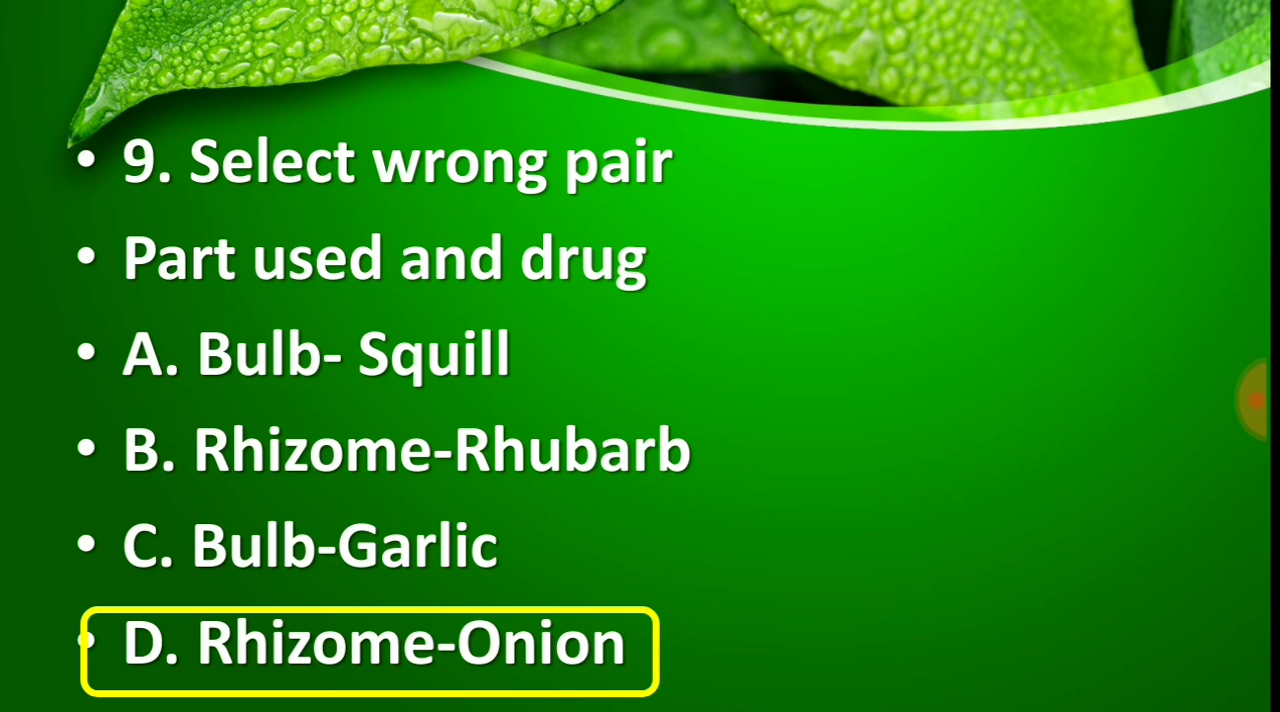 • 9. Select wrong pair
• Part used and drug
• A. Bulb- Squill
• B. Rhizome-Rhubarb
• C. Bulb-Garlic
• D. Rhizome-Onion